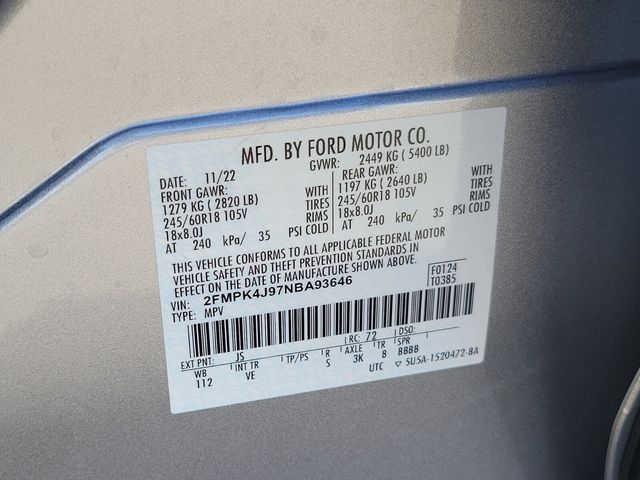 MFD. BY FORD MOTOR CO.
DATE: 11/22 GVWR: 2449 KG ( 5400 LB)
FRONT GAWR: REAR GAWR:
1279 KG ( 2820 LB) WITH 1197 KG ( 2640 LB) WITH
245/60R18 105V TIRES 245/60R18 105V TIRES
18x8.0J RIMS 18x8.0J RIMS
AT 240 kPa/ 35 PSI COLD AT 240 kPa/ 35 PSI COLD
THIS VEHICLE CONFORMS TO ALL APPLICABLE FEDERAL MOTOR
VEHICLE SAFETY AND THEFT PREVENTION STANDARDS IN
EFFECT ON THE DATE OF MANUFACTURE SHOWN ABOVE.
VIN: 2FMPK4J97NBA93646 F0124
TYPE: MPV T0385
EXT PNT: JS RC: 72 DSO:
WB INT TR TP/PS R AXLE TR SPR
112 VE S 3K 8 BBBB
UTC ▽ 5U5A-1520472-BA